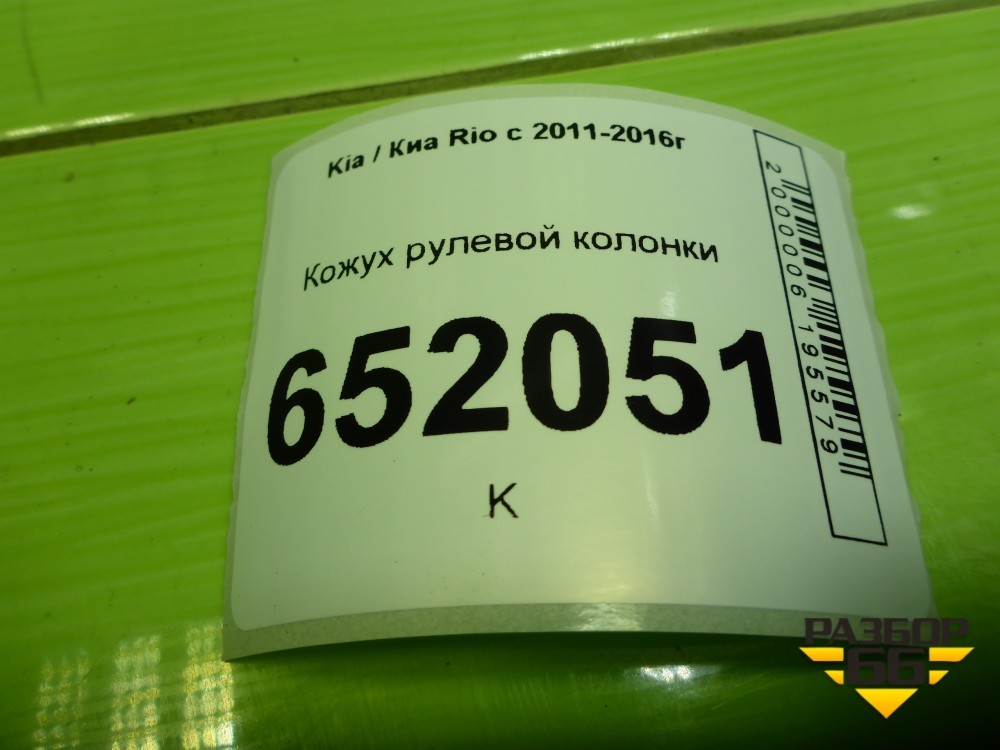 Kia / Киа Rio с 2011-2016г
Кожух рулевой колонки
652051
К
2000006195579
РАЗБОР
66